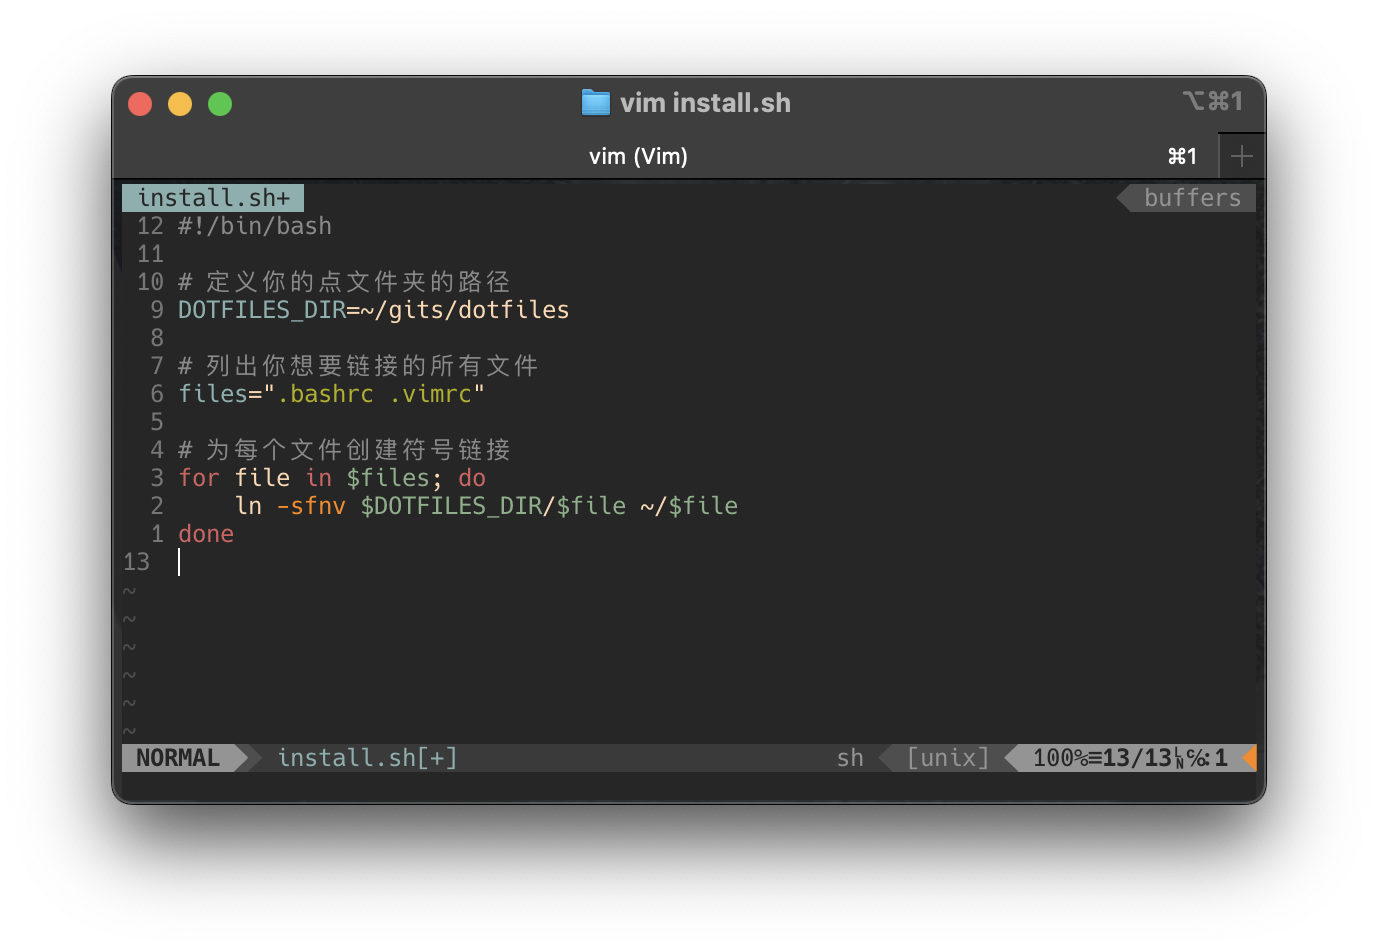 vim install.sh ⌥⌘1
vim (Vim) ⌘1
install.sh+ buffers
12 #!/bin/bash
11
10 # 定义你的点文件夹的路径
9 DOTFILES_DIR=~/gits/dotfiles
8
7 # 列出你想要链接的所有文件
6 files=".bashrc .vimrc"
5
4 # 为每个文件创建符号链接
3 for file in $files; do
2     ln -sfnv $DOTFILES_DIR/$file ~/$file
1 done
13
~
~
~
~
~
~
NORMAL install.sh[+] sh [unix] 100%≡13/13␤℅:1